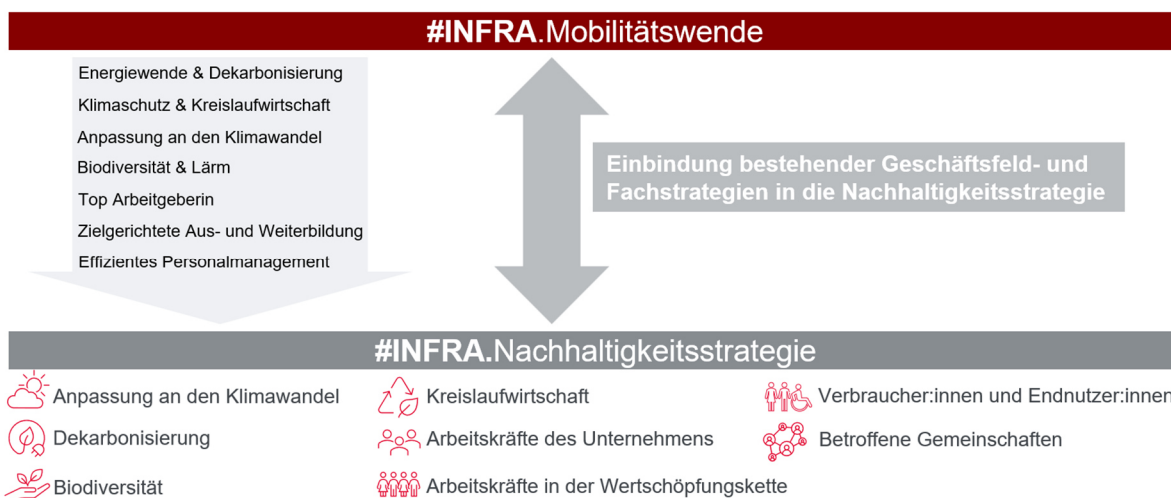 #INFRA.Mobilitätswende
Energiewende & Dekarbonisierung
Klimaschutz & Kreislaufwirtschaft
Anpassung an den Klimawandel
Biodiversität & Lärm
Top Arbeitgeberin
Zielgerichtete Aus- und Weiterbildung
Effizientes Personalmanagement
Einbindung bestehender Geschäftsfeld- und
Fachstrategien in die Nachhaltigkeitsstrategie
#INFRA.Nachhaltigkeitsstrategie
Anpassung an den Klimawandel
Dekarbonisierung
Biodiversität
Kreislaufwirtschaft
Arbeitskräfte des Unternehmens
Arbeitskräfte in der Wertschöpfungskette
Verbraucher:innen und Endnutzer:innen
Betroffene Gemeinschaften